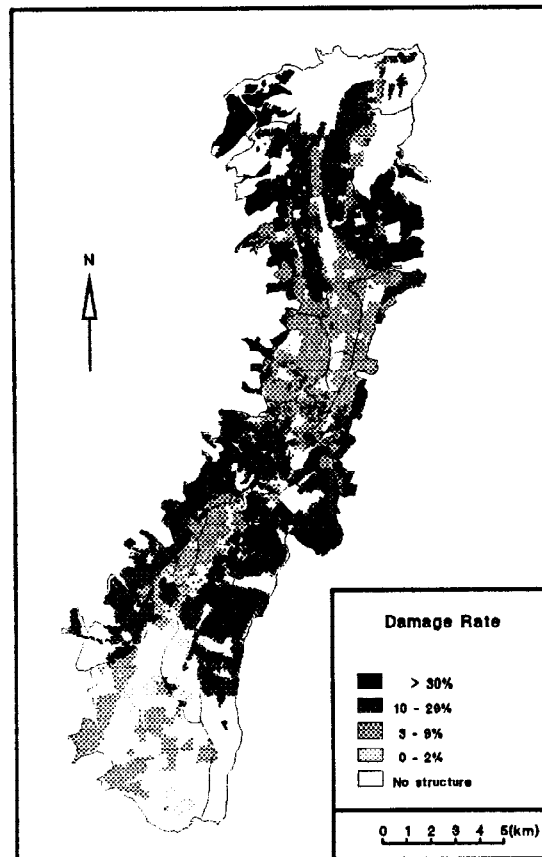 N
Damage Rate
> 30%
10 - 29%
3 - 9%
0 - 2%
No structure
0 1 2 3 4 5(km)